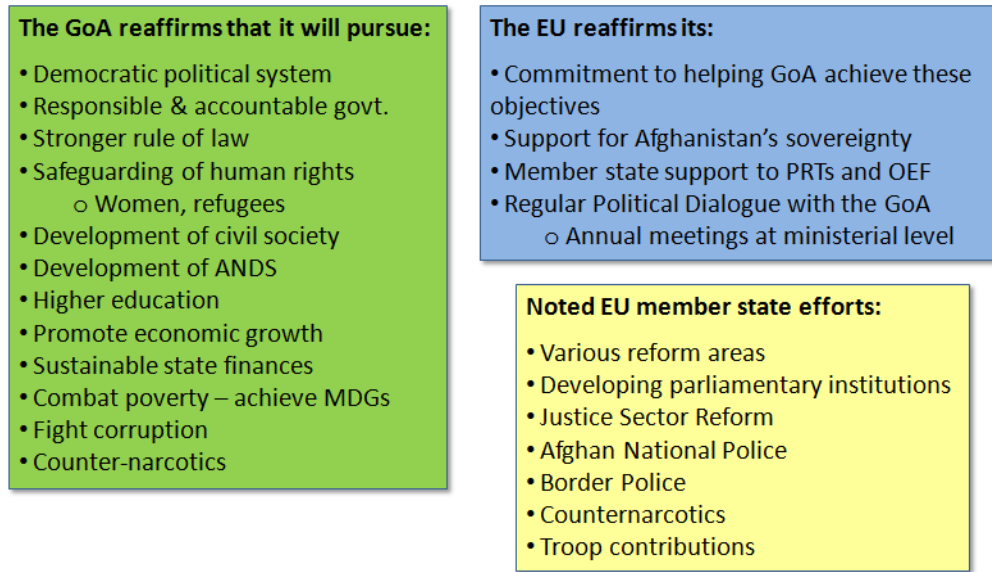 The GoA reaffirms that it will pursue:
• Democratic political system
• Responsible & accountable govt.
• Stronger rule of law
• Safeguarding of human rights
o Women, refugees
• Development of civil society
• Development of ANDS
• Higher education
• Promote economic growth
• Sustainable state finances
• Combat poverty – achieve MDGs
• Fight corruption
• Counter-narcotics
The EU reaffirms its:
• Commitment to helping GoA achieve these
objectives
• Support for Afghanistan’s sovereignty
• Member state support to PRTs and OEF
• Regular Political Dialogue with the GoA
o Annual meetings at ministerial level
Noted EU member state efforts:
• Various reform areas
• Developing parliamentary institutions
• Justice Sector Reform
• Afghan National Police
• Border Police
• Counternarcotics
• Troop contributions